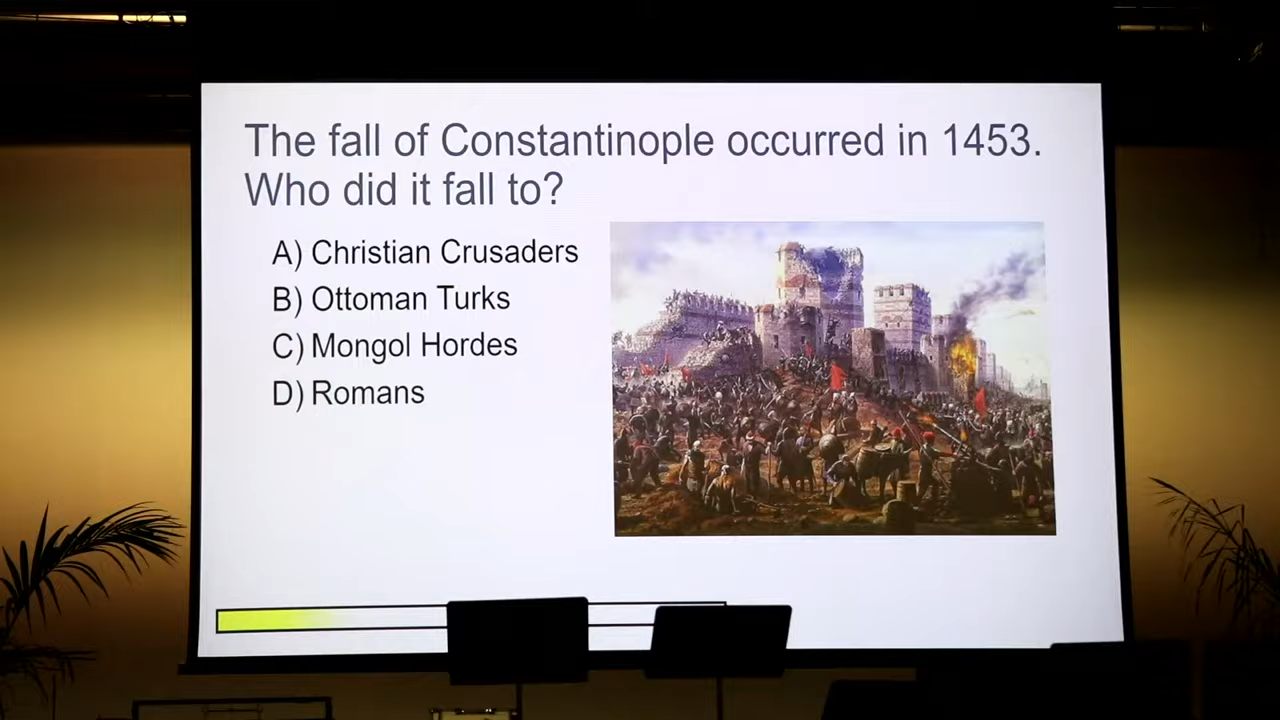 The fall of Constantinople occurred in 1453.
Who did it fall to?
A) Christian Crusaders
B) Ottoman Turks
C) Mongol Hordes
D) Romans